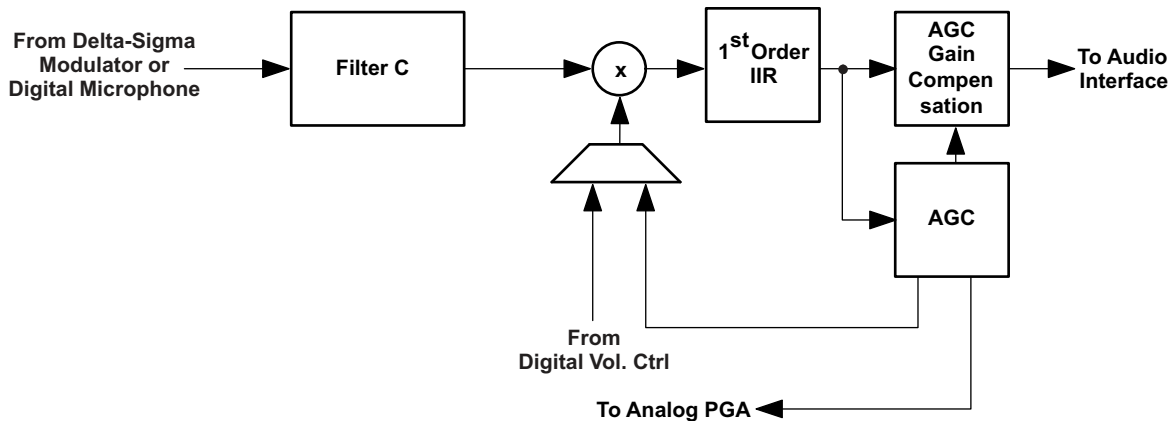 From Delta-Sigma
Modulator or
Digital Microphone
Filter C
x
1st Order
IIR
AGC
Gain
Compen
sation
To Audio
Interface
AGC
From
Digital Vol. Ctrl
To Analog PGA